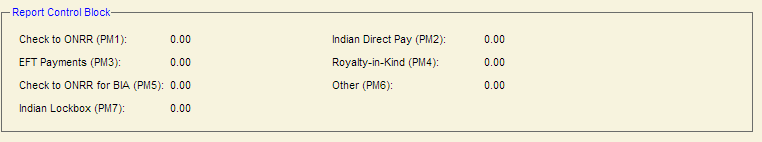 Report Control Block
Check to ONRR (PM1): 0.00 Indian Direct Pay (PM2): 0.00
EFT Payments (PM3): 0.00 Royalty-in-Kind (PM4): 0.00
Check to ONRR for BIA (PM5): 0.00 Other (PM6): 0.00
Indian Lockbox (PM7): 0.00